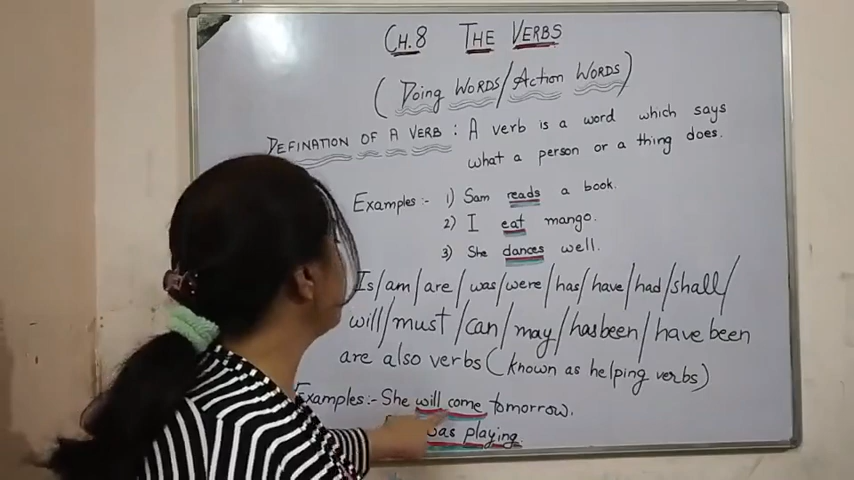 CH.8 THE VERBS
( DOING WORDS/ACTION WORDS)
DEFINATION OF A VERB : A verb is a word which says
what a person or a thing does.
Examples :- 1) Sam reads a book.
2) I eat mango.
3) She dances well.
Is/am/are/was/were/has/have/had/shall/
will/must/can/may/has been/have been
are also verbs (known as helping verbs)
Examples:- She will come tomorrow.
was playing.